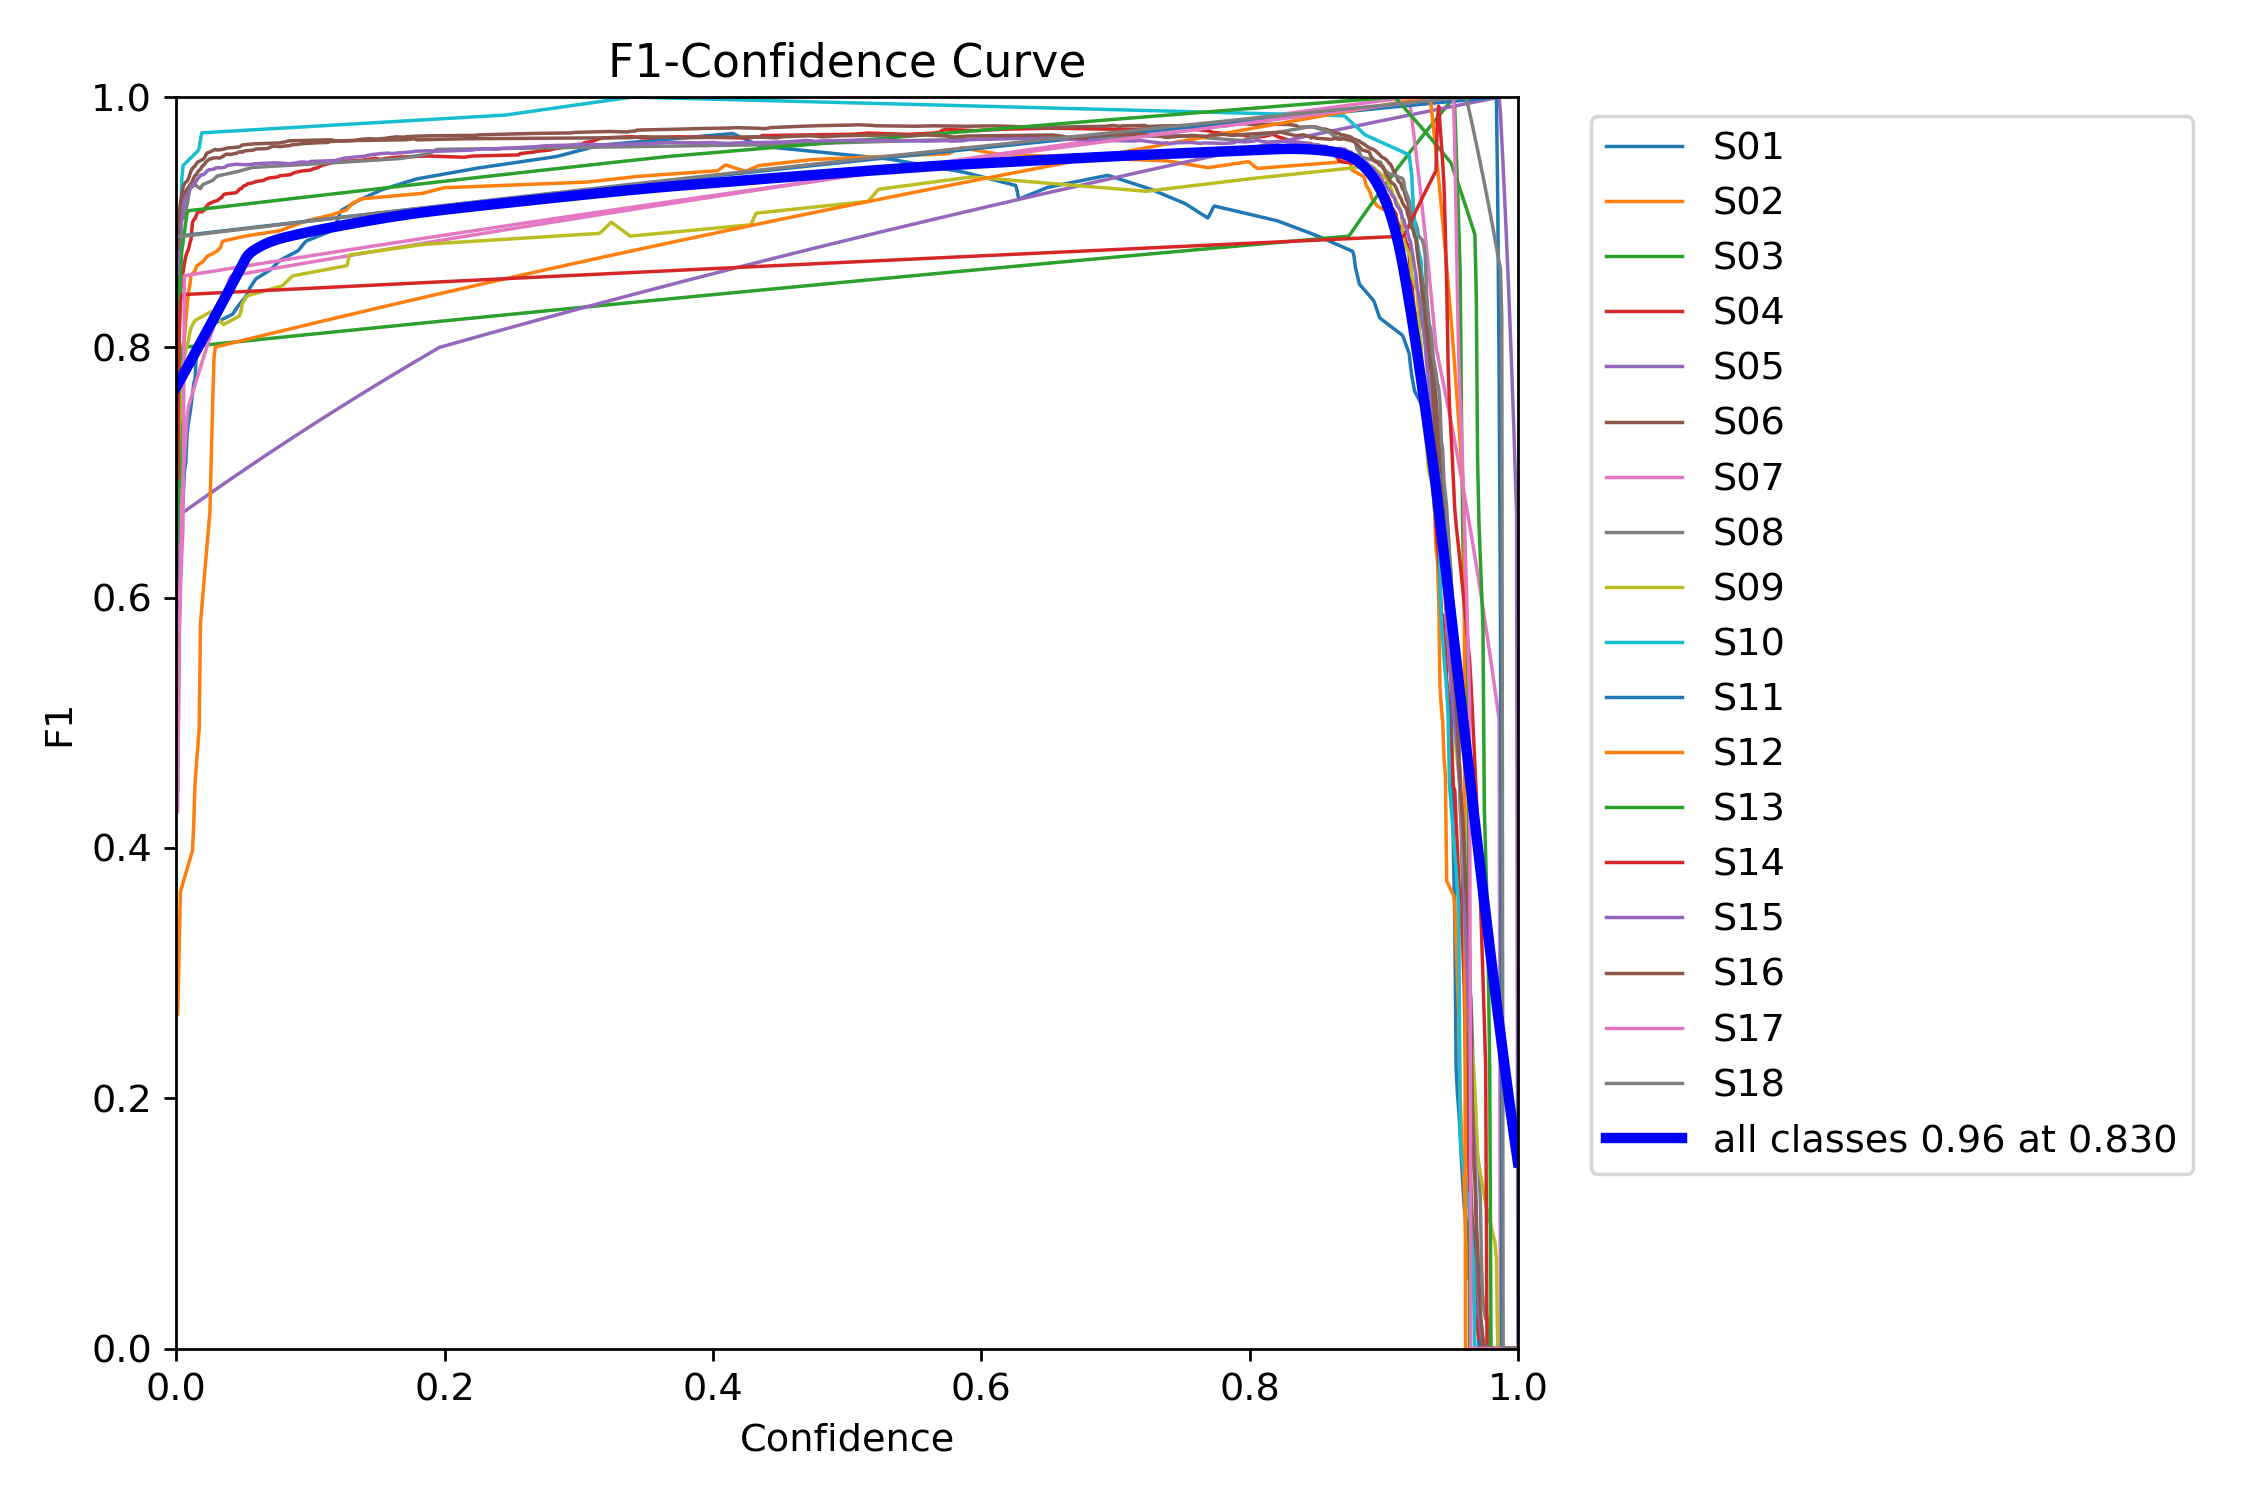 F1-Confidence Curve
1.0
0.8
0.6
0.4
0.2
0.0
F1
0.0 0.2 0.4 0.6 0.8 1.0
Confidence
S01
S02
S03
S04
S05
S06
S07
S08
S09
S10
S11
S12
S13
S14
S15
S16
S17
S18
all classes 0.96 at 0.830